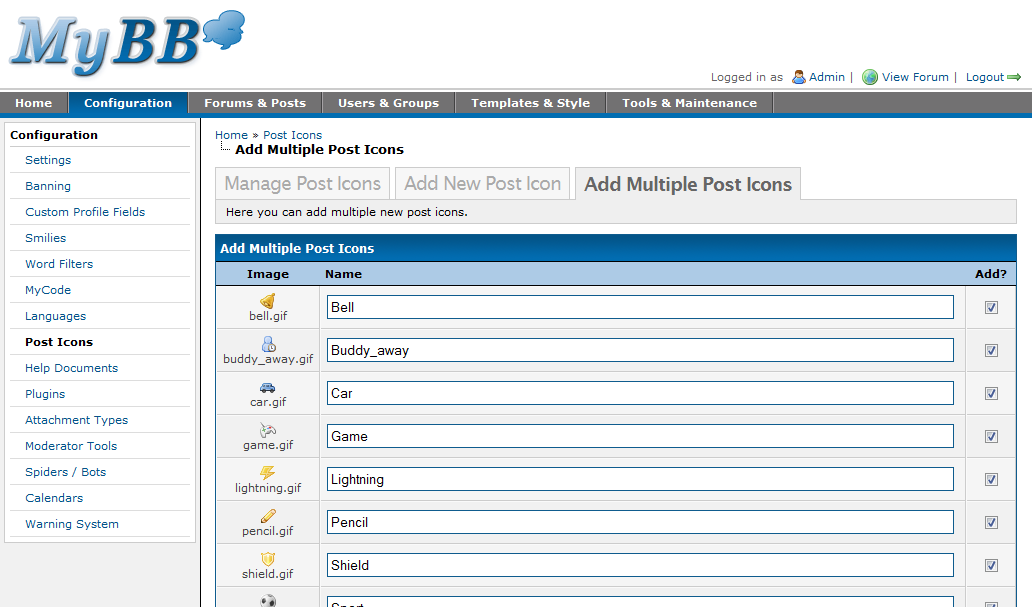 MyBB
Logged in as Admin | View Forum | Logout
Home Configuration Forums & Posts Users & Groups Templates & Style Tools & Maintenance
Configuration
Settings
Banning
Custom Profile Fields
Smilies
Word Filters
MyCode
Languages
Post Icons
Help Documents
Plugins
Attachment Types
Moderator Tools
Spiders / Bots
Calendars
Warning System
Home » Post Icons
Add Multiple Post Icons
Manage Post Icons Add New Post Icon Add Multiple Post Icons
Here you can add multiple new post icons.
Add Multiple Post Icons
Image Name Add?
bell.gif Bell
buddy_away.gif Buddy_away
car.gif Car
game.gif Game
lightning.gif Lightning
pencil.gif Pencil
shield.gif Shield
Sport